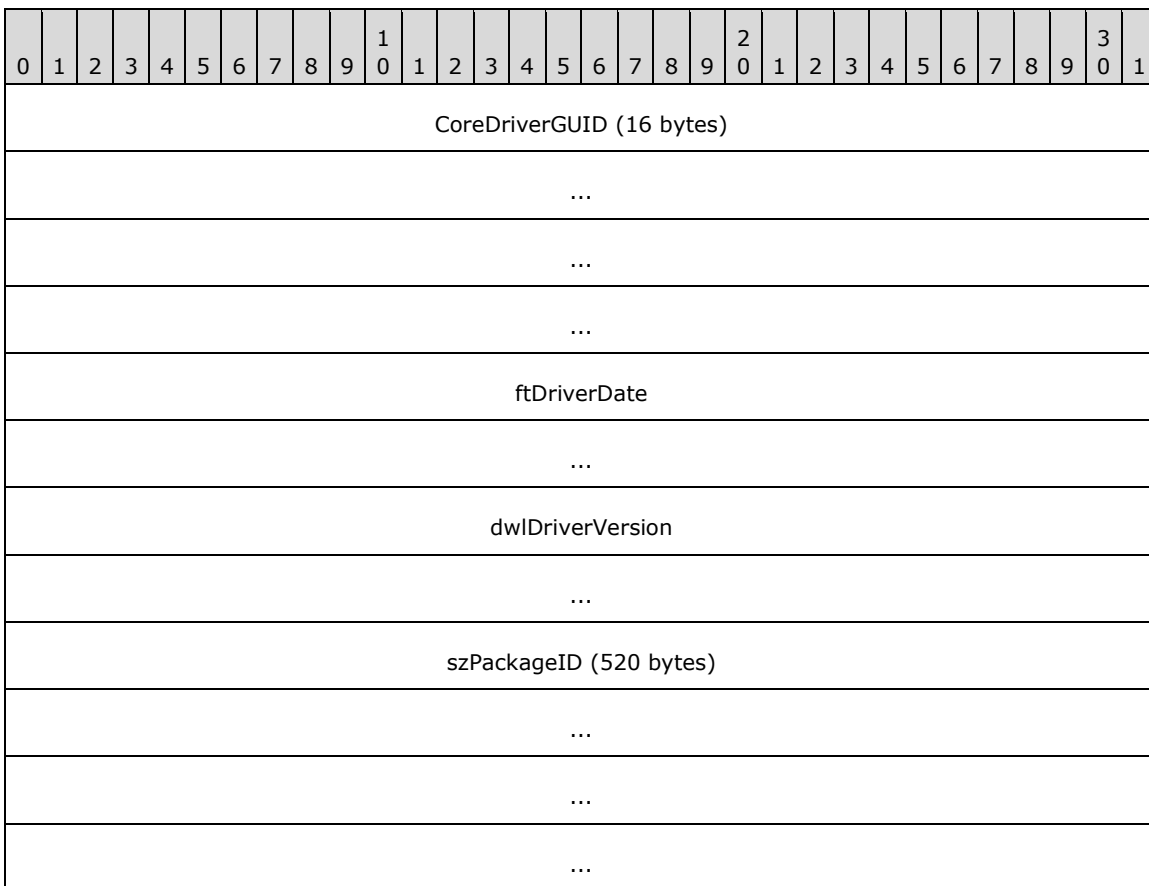 1 2 3
0 1 2 3 4 5 6 7 8 9 0 1 2 3 4 5 6 7 8 9 0 1 2 3 4 5 6 7 8 9 0 1
CoreDriverGUID (16 bytes)
...
...
...
ftDriverDate
...
dwlDriverVersion
...
szPackageID (520 bytes)
...
...
...